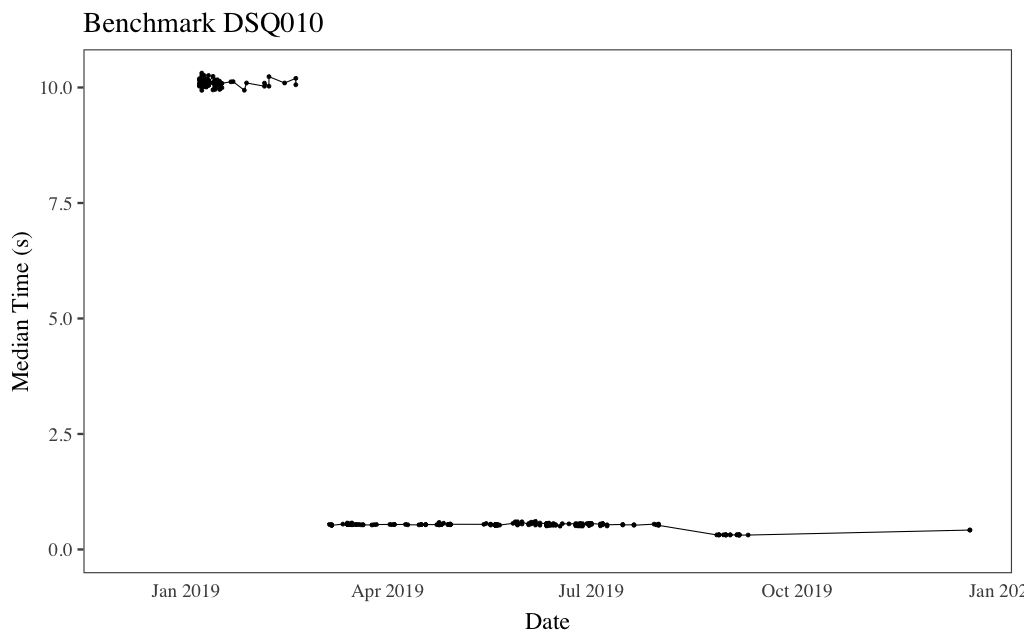 Benchmark DSQ010
Median Time (s)
10.0
7.5
5.0
2.5
0.0
Jan 2019
Apr 2019
Jul 2019
Oct 2019
Jan 202
Date